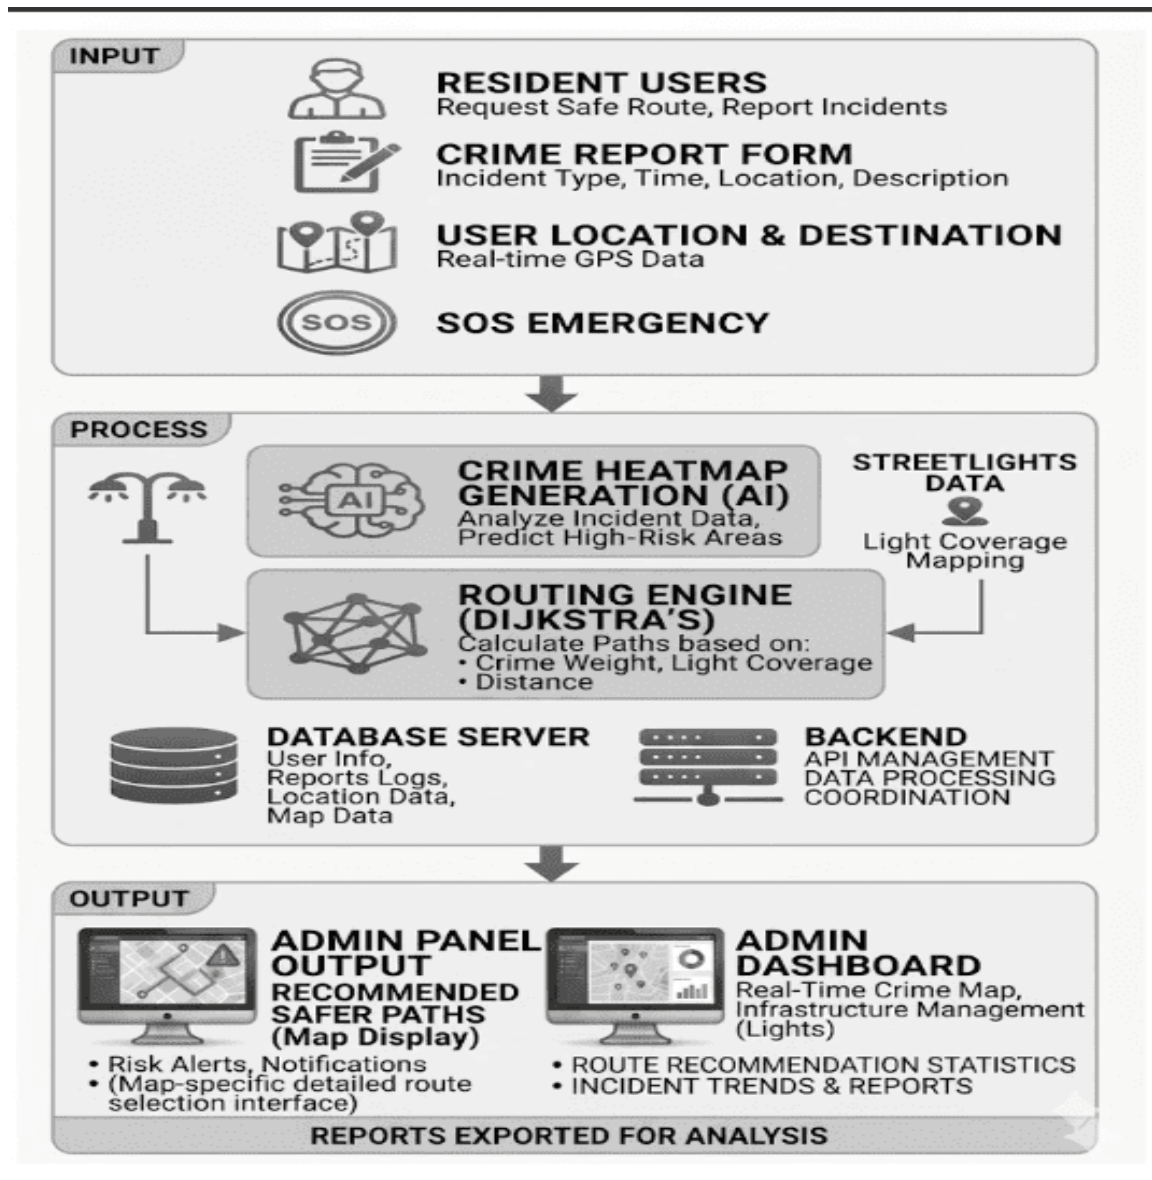 INPUT
RESIDENT USERS
Request Safe Route, Report Incidents
CRIME REPORT FORM
Incident Type, Time, Location, Description
USER LOCATION & DESTINATION
Real-time GPS Data
SOS
SOS EMERGENCY
PROCESS
AI
CRIME HEATMAP
GENERATION (AI)
Analyze Incident Data,
Predict High-Risk Areas
STREETLIGHTS
DATA
Light Coverage
Mapping
ROUTING ENGINE
(DIJKSTRA'S)
Calculate Paths based on:
• Crime Weight, Light Coverage
• Distance
DATABASE SERVER
User Info,
Reports Logs,
Location Data,
Map Data
BACKEND
API MANAGEMENT
DATA PROCESSING
COORDINATION
OUTPUT
ADMIN PANEL
OUTPUT
RECOMMENDED
SAFER PATHS
(Map Display)
• Risk Alerts, Notifications
• (Map-specific detailed route
selection interface)
ADMIN
DASHBOARD
Real-Time Crime Map,
Infrastructure Management
(Lights)
• ROUTE RECOMMENDATION STATISTICS
• INCIDENT TRENDS & REPORTS
REPORTS EXPORTED FOR ANALYSIS